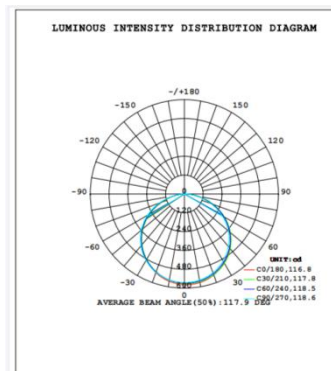 LUMINOUS INTENSITY DISTRIBUTION DIAGRAM
-/+180
-150 150
-120 120
-90 90
120
240
-60 360 60
480
UNIT:cd
C0/180,116.8
C30/210,117.8
-30 600 30
C60/240,118.5
0
C90/270,118.6
AVERAGE BEAM ANGLE(50%):117.9 DEG